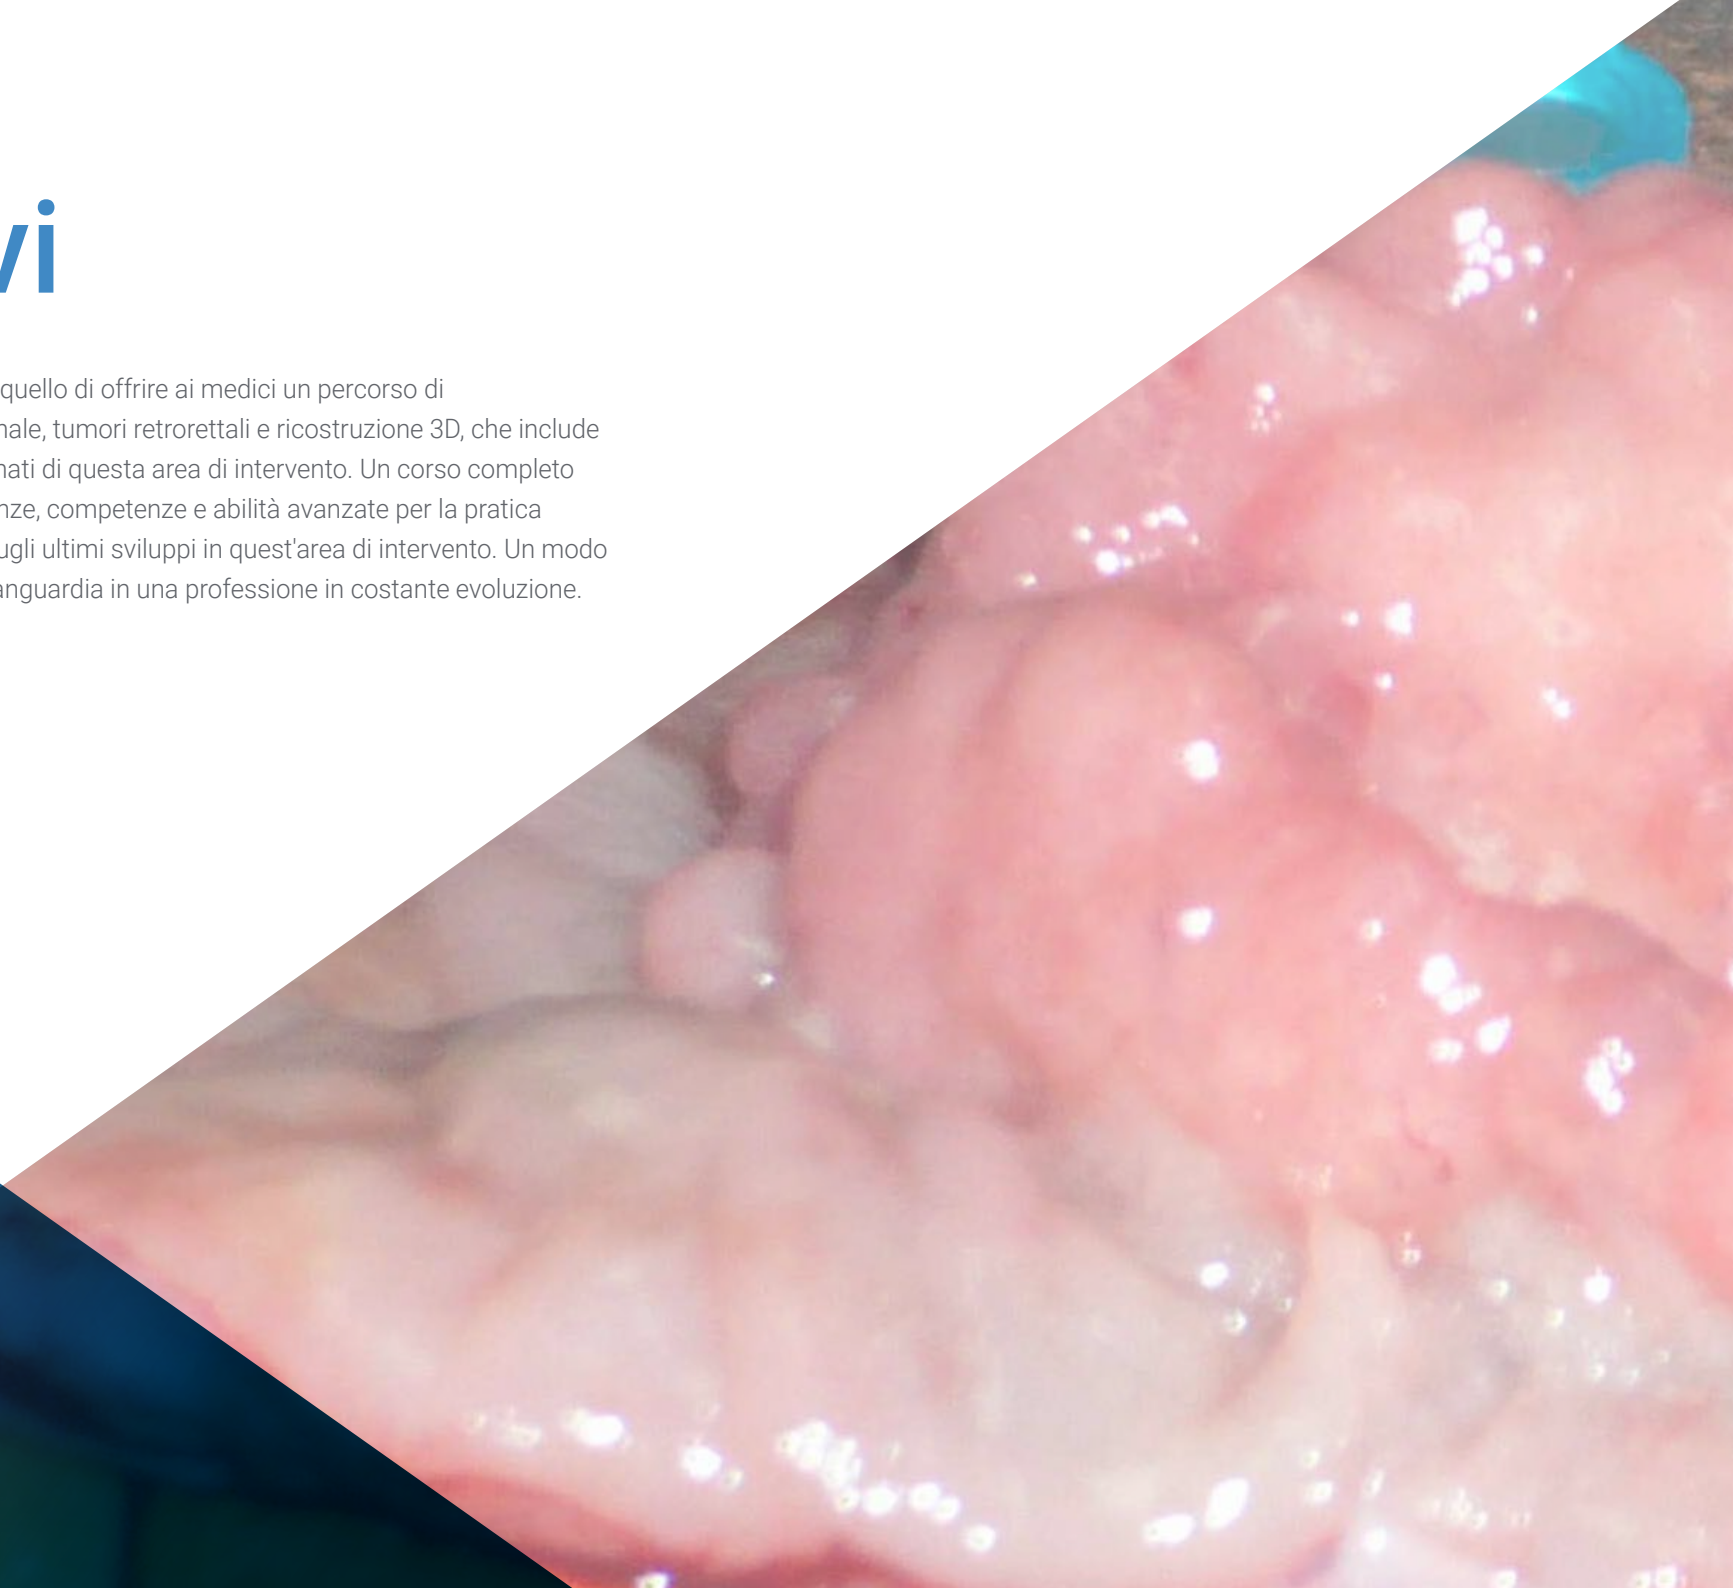 vi
quello di offrire ai medici un percorso di
nale, tumori retrorettali e ricostruzione 3D, che include
nati di questa area di intervento. Un corso completo
nze, competenze e abilità avanzate per la pratica
ugli ultimi sviluppi in quest'area di intervento. Un modo
anguardia in una professione in costante evoluzione.